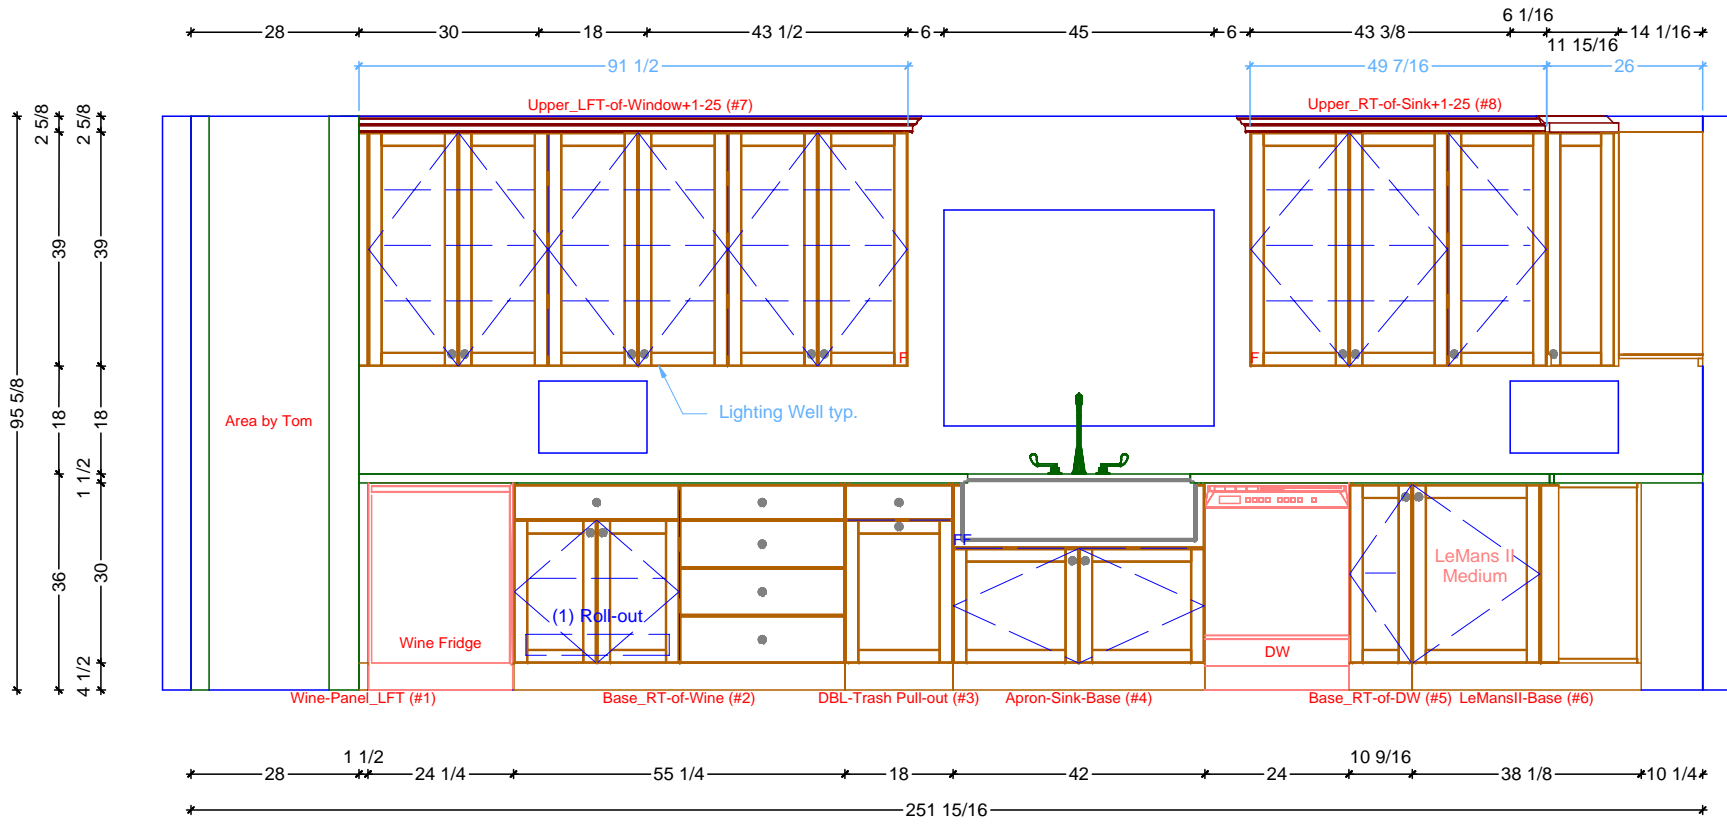 6 1/16
28 30 18 43 1/2 6 45 6 43 3/8 14 1/16
11 15/16
91 1/2 49 7/16 26
Upper_LFT-of-Window+1-25 (#7) Upper_RT-of-Sink+1-25 (#8)
2 5/8 2 5/8
39 39
F F
18 18
Lighting Well typ.
Area by Tom
95 5/8
1 1/2
FF
36 30
LeMans II
Medium
(1) Roll-out
Wine Fridge
DW
4 1/2
Wine-Panel_LFT (#1) Base_RT-of-Wine (#2) DBL-Trash Pull-out (#3) Apron-Sink-Base (#4) Base_RT-of-DW (#5) LeMansII-Base (#6)
1 1/2 10 9/16
28 24 1/4 55 1/4 18 42 24 38 1/8 10 1/4
251 15/16